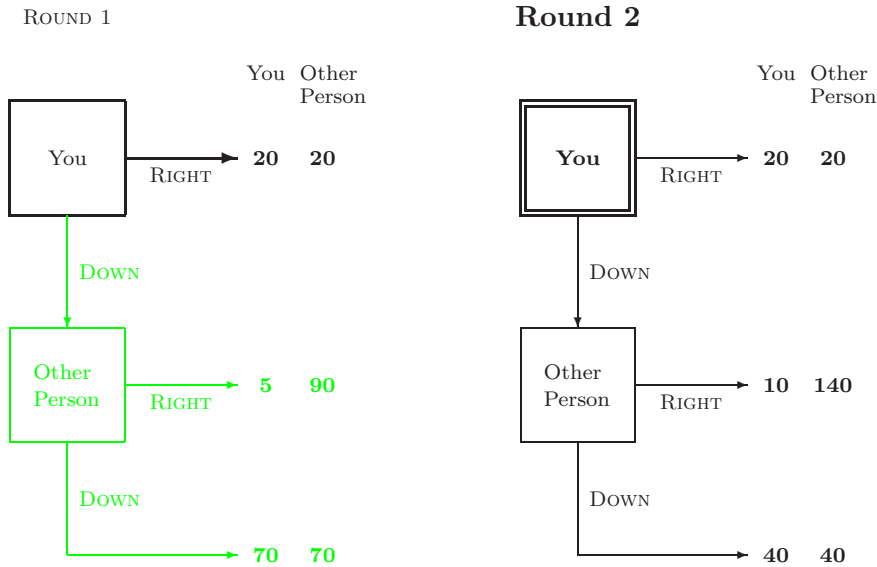 ROUND 1
You Other
Person
You
20 20
RIGHT
DOWN
Other
Person
5 90
RIGHT
DOWN
70 70
Round 2
You Other
Person
You
20 20
RIGHT
DOWN
Other
Person
10 140
RIGHT
DOWN
40 40